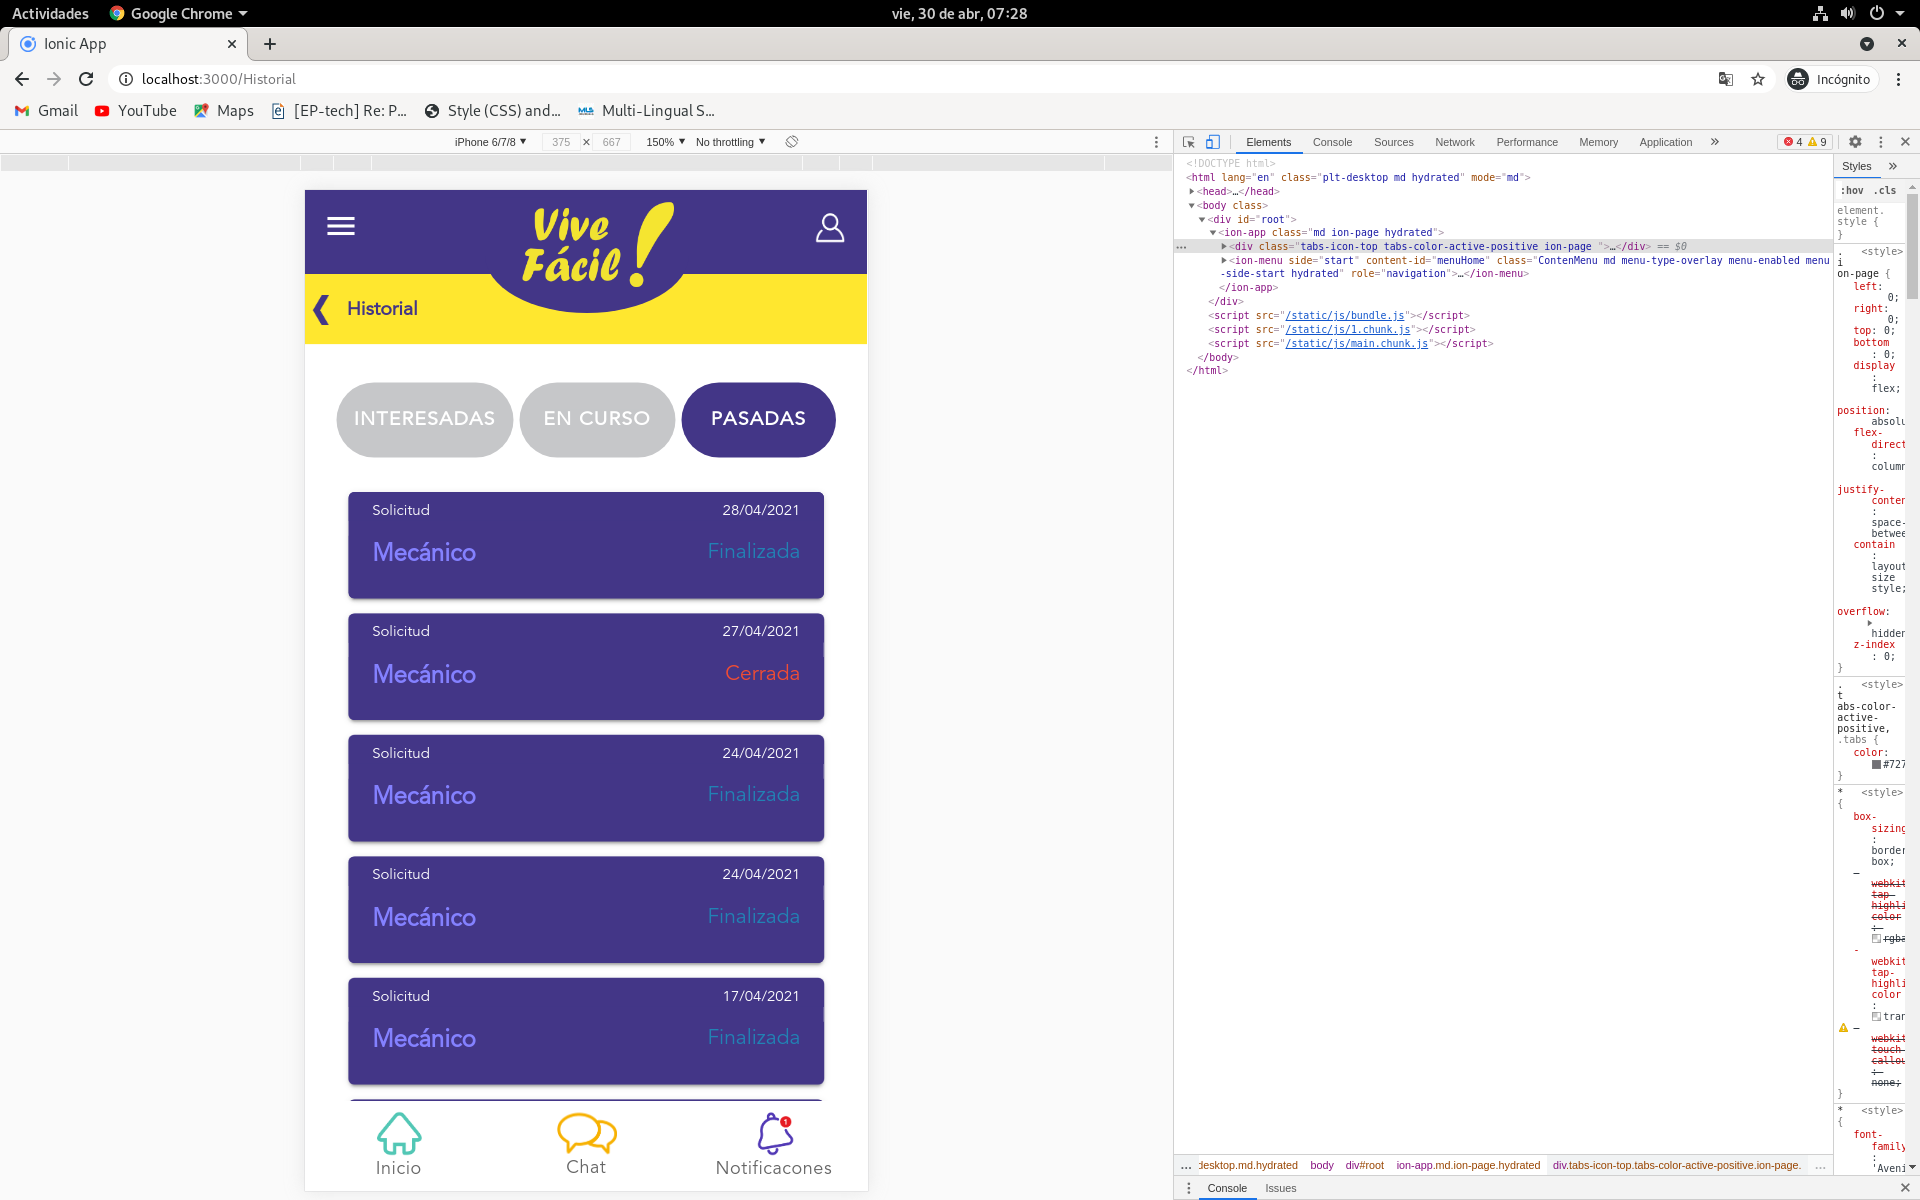 Actividades
Google Chrome
vie, 30 de abr, 07:28
Ionic App
localhost:3000/Historial
Incógnito
Gmail
YouTube
Maps
[EP-tech] Re: P...
Style (CSS) and...
Multi-Lingual S...
iPhone 6/7/8
375 × 667
150%
No throttling
Vive
Fácil!
Historial
INTERESADAS
EN CURSO
PASADAS
Solicitud 28/04/2021
Mecánico Finalizada
Solicitud 27/04/2021
Mecánico Cerrada
Solicitud 24/04/2021
Mecánico Finalizada
Solicitud 24/04/2021
Mecánico Finalizada
Solicitud 17/04/2021
Mecánico Finalizada
Inicio
Chat
1
Notificacones
Elements Console Sources Network Performance Memory Application » 4 9
<!DOCTYPE html>
<html lang="en" class="plt-desktop md hydrated" mode="md">
<head>…</head>
<body class>
<div id="root">
<ion-app class="md ion-page hydrated">
<div class="tabs-icon-top tabs-color-active-positive ion-page ">…</div> == $0
<ion-menu side="start" content-id="menuHome" class="ContenMenu md menu-type-overlay menu-enabled menu
-side-start hydrated" role="navigation">…</ion-menu>
</ion-app>
</div>
<script src="/static/js/bundle.js"></script>
<script src="/static/js/1.chunk.js"></script>
<script src="/static/js/main.chunk.js"></script>
</body>
</html>
Styles »
:hov .cls
element.
style {
}
. <style>
i
on-page {
left:
0;
right:
0;
top: 0;
bottom
: 0;
display
:
flex;
position:
absolu
flex-
direct
:
column
justify-
conten
:
space-
betwee
contain
:
layout
size
style;
overflow:
hidden
z-index
: 0;
}
. <style>
t
abs-color-
active-
positive,
.tabs {
color:
#727
}
* <style>
{
box-
sizing
:
border
box;
-
webkit
tap-
highli
color
:
rgba
-
webkit
tap-
highli
color
:
tran
-
webkit
touch-
callou
:
none;
}
* <style>
{
font-
family
:
'Aveni
... desktop.md.hydrated body div#root ion-app.md.ion-page.hydrated div.tabs-icon-top.tabs-color-active-positive.ion-page. ...
Console Issues